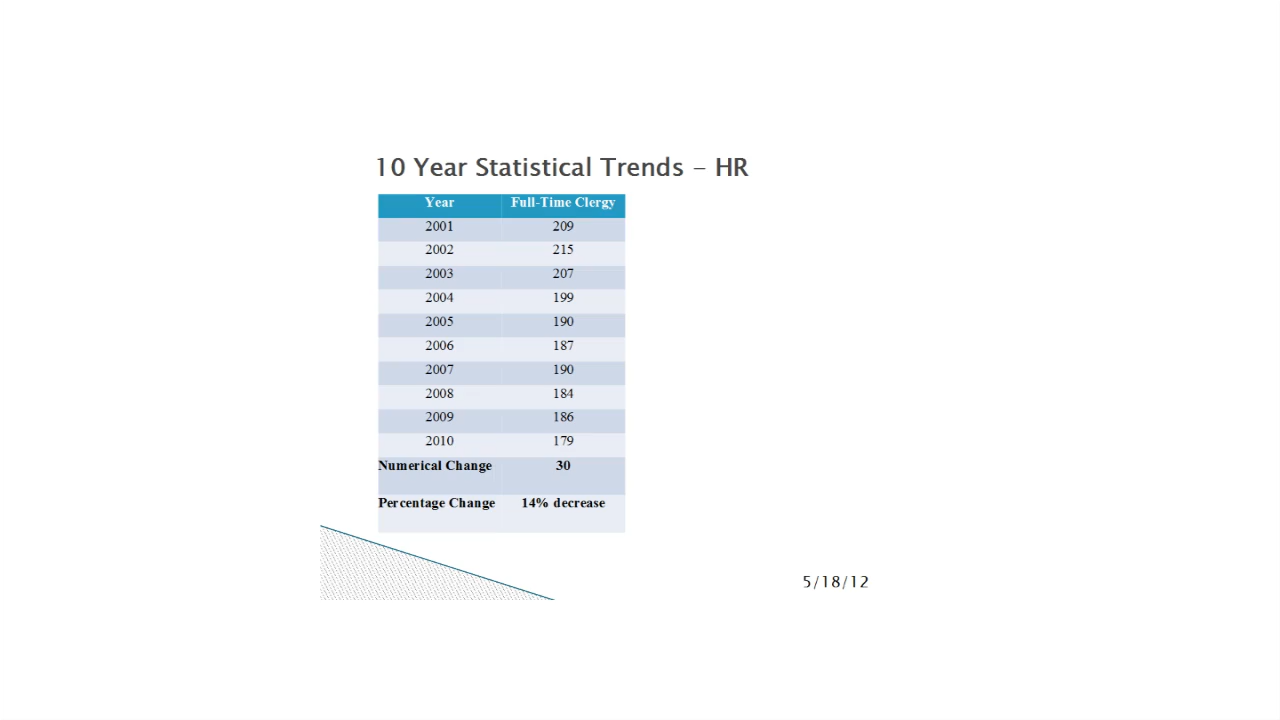 10 Year Statistical Trends – HR
Year Full-Time Clergy
2001 209
2002 215
2003 207
2004 199
2005 190
2006 187
2007 190
2008 184
2009 186
2010 179
Numerical Change 30
Percentage Change 14% decrease
5/18/12